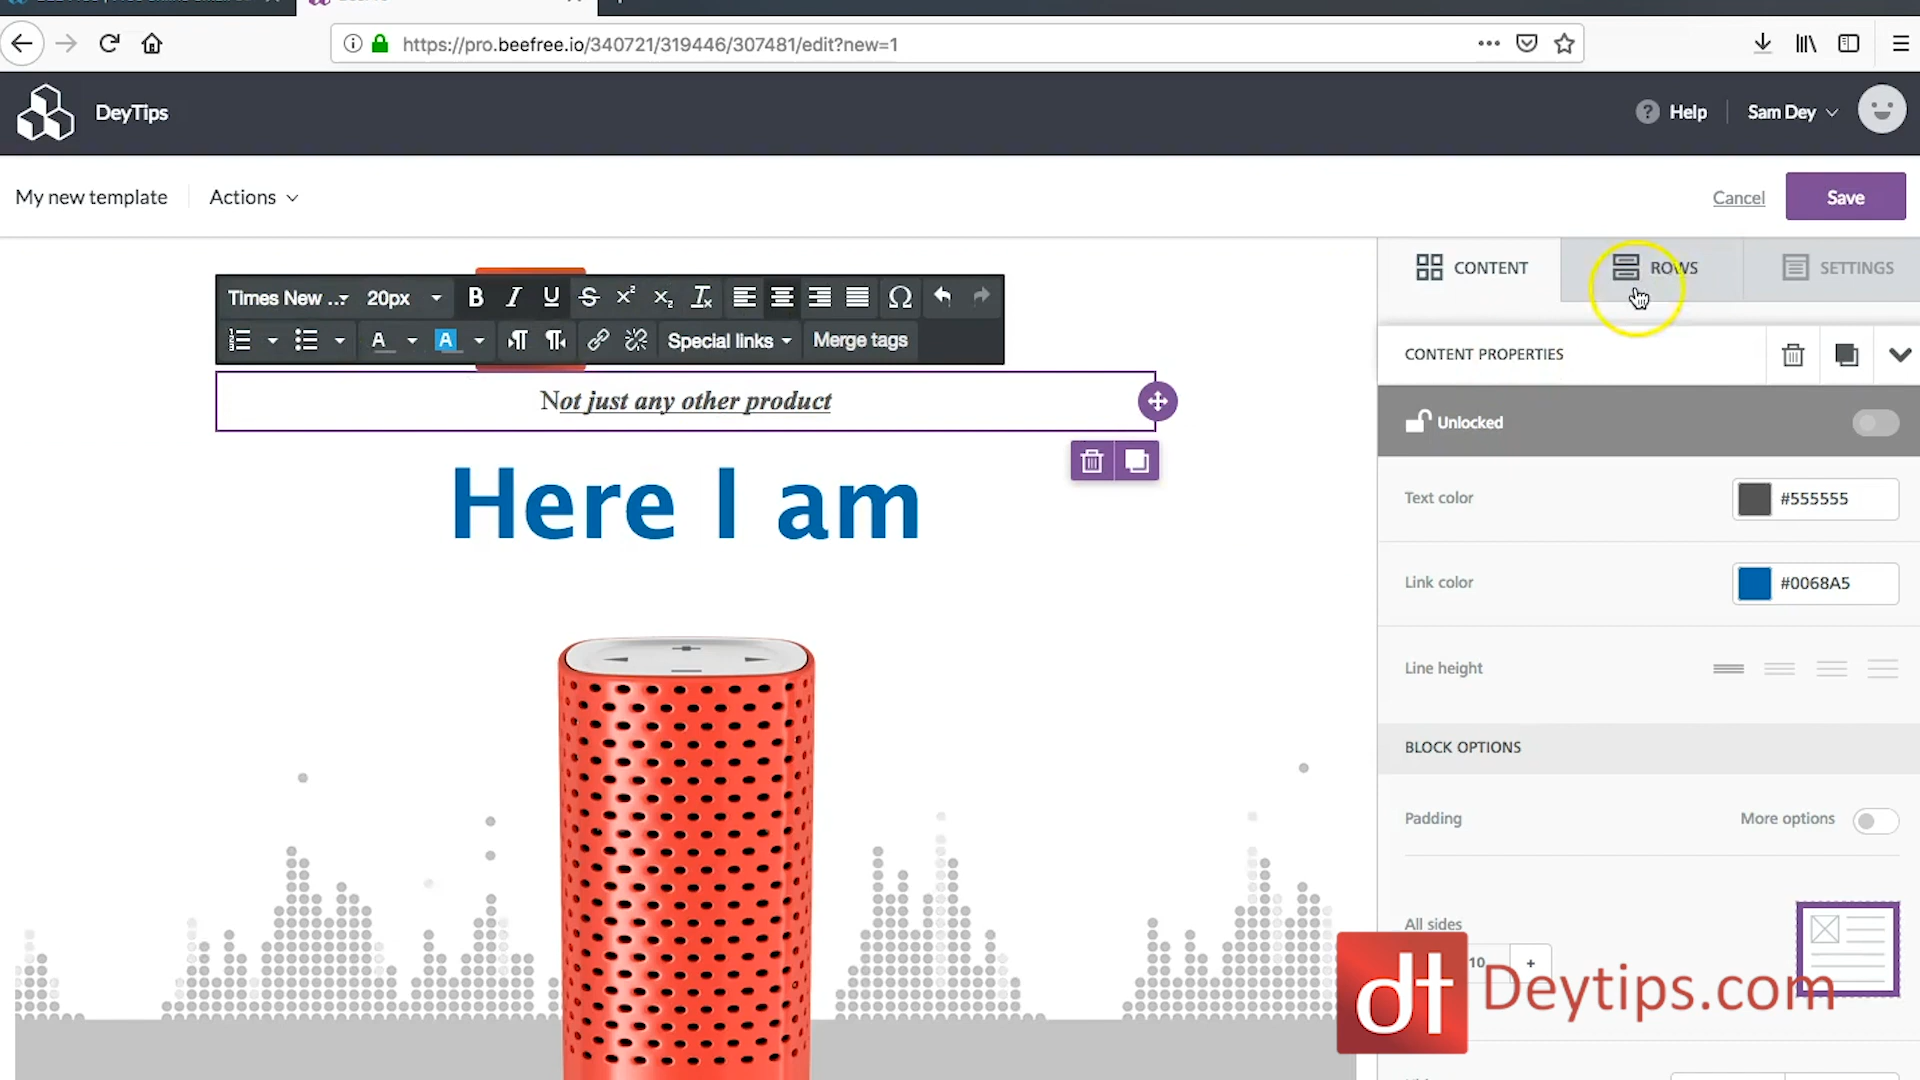 https://pro.beefree.io/340721/319446/307481/edit?new=1
DeyTips
? Help
Sam Dey
My new template
Actions
Cancel
Save
CONTENT
ROWS
SETTINGS
Times New ...
20px
B I U S x² x₂ Tx Ω
A A
Special links
Merge tags
CONTENT PROPERTIES
Not just any other product
Unlocked
Here I am
Text color
#555555
Link color
#0068A5
Line height
BLOCK OPTIONS
Padding
More options
All sides
10 +
dt Deytips.com